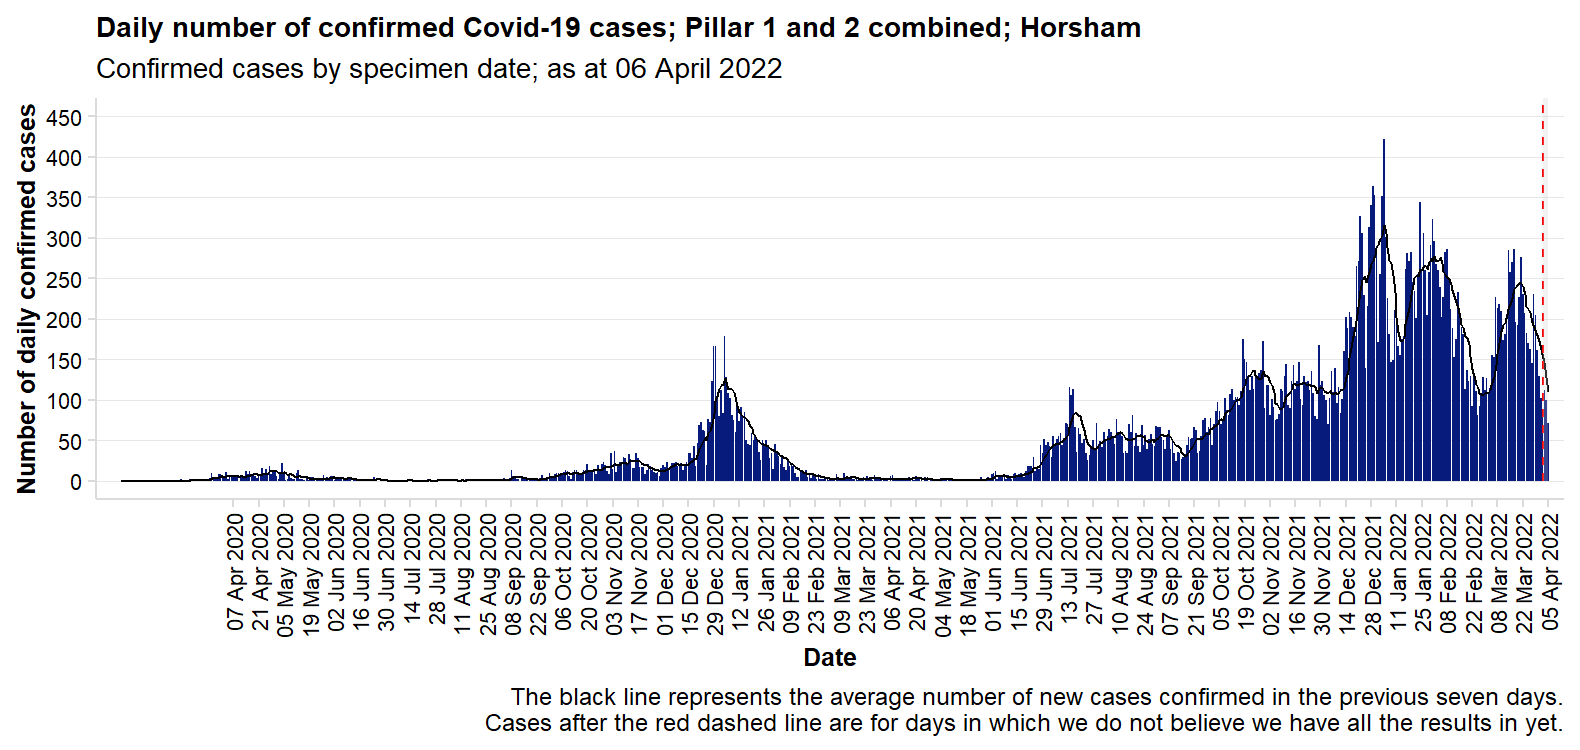 Daily number of confirmed Covid-19 cases; Pillar 1 and 2 combined; Horsham
Confirmed cases by specimen date; as at 06 April 2022
Number of daily confirmed cases
450
400
350
300
250
200
150
100
50
0
07 Apr 2020
21 Apr 2020
05 May 2020
19 May 2020
02 Jun 2020
16 Jun 2020
30 Jun 2020
14 Jul 2020
28 Jul 2020
11 Aug 2020
25 Aug 2020
08 Sep 2020
22 Sep 2020
06 Oct 2020
20 Oct 2020
03 Nov 2020
17 Nov 2020
01 Dec 2020
15 Dec 2020
29 Dec 2020
12 Jan 2021
26 Jan 2021
09 Feb 2021
23 Feb 2021
09 Mar 2021
23 Mar 2021
06 Apr 2021
20 Apr 2021
04 May 2021
18 May 2021
01 Jun 2021
15 Jun 2021
29 Jun 2021
13 Jul 2021
27 Jul 2021
10 Aug 2021
24 Aug 2021
07 Sep 2021
21 Sep 2021
05 Oct 2021
19 Oct 2021
02 Nov 2021
16 Nov 2021
30 Nov 2021
14 Dec 2021
28 Dec 2021
11 Jan 2022
25 Jan 2022
08 Feb 2022
22 Feb 2022
08 Mar 2022
22 Mar 2022
05 Apr 2022
Date
The black line represents the average number of new cases confirmed in the previous seven days.
Cases after the red dashed line are for days in which we do not believe we have all the results in yet.